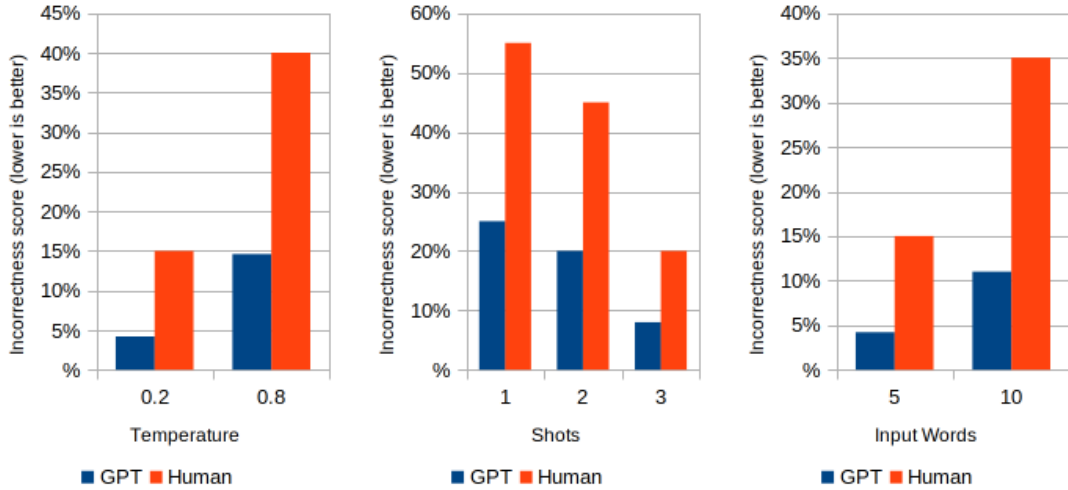 45%
40%
35%
30%
25%
20%
15%
10%
5%
%
Incorrectness score (lower is better)
0.2 0.8
Temperature
GPT Human
60%
50%
40%
30%
20%
10%
%
Incorrectness score (lower is better)
1 2 3
Shots
GPT Human
40%
35%
30%
25%
20%
15%
10%
5%
%
Incorrectness score (lower is better)
5 10
Input Words
GPT Human